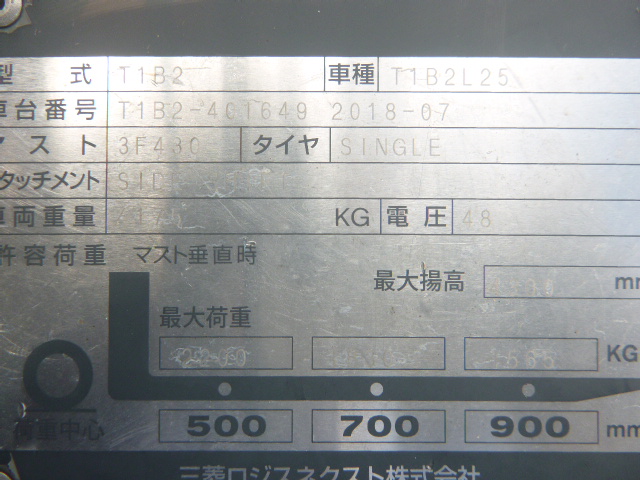 型 式 T1B2 車種 T1B2L25
車台番号 T1B2-401649 2018-07
マスト 3F430 タイヤ SINGLE
タッチメント
車両重量 KG 電圧 48
許容荷重 マスト垂直時
最大揚高 mm
最大荷重
KG
荷重中心 500 700 900 mm
三菱ロジスネクスト株式会社